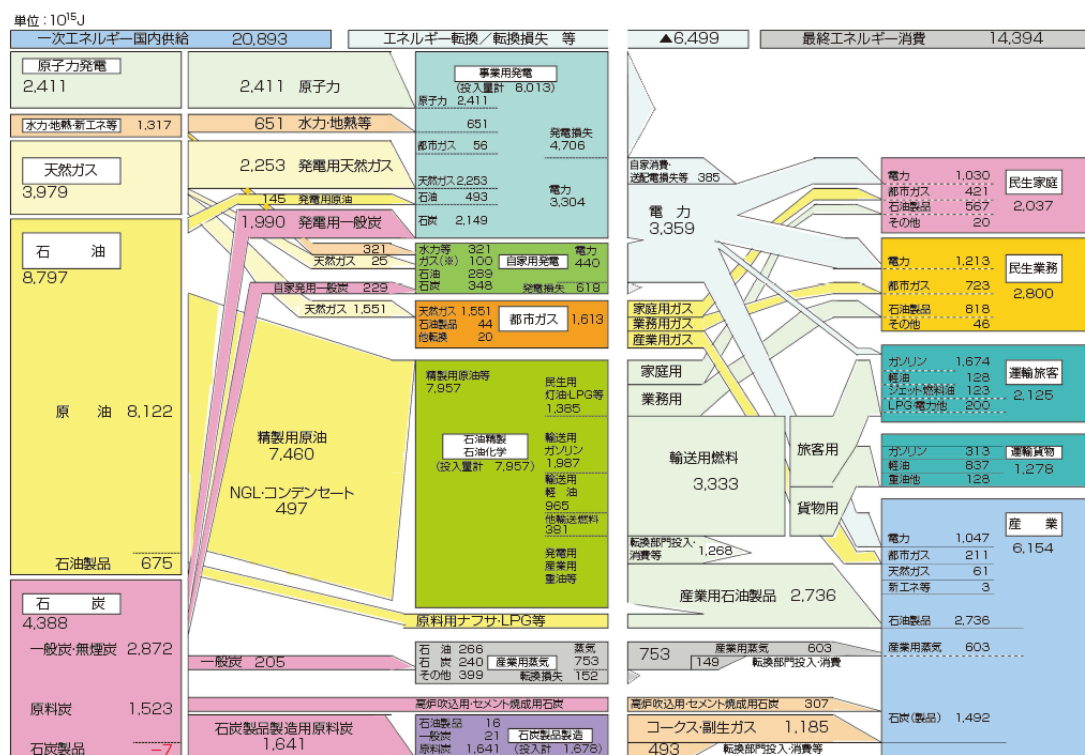 単位:10¹⁵J
一次エネルギー国内供給 20,893
エネルギー転換/転換損失 等 ▲6,499
最終エネルギー消費 14,394
原子力発電
2,411
水力・地熱・新エネ等 1,317
天然ガス
3,979
石 油
8,797
原 油 8,122
石油製品 675
石 炭
4,388
一般炭・無煙炭 2,872
原料炭 1,523
石炭製品 -7
2,411 原子力
651 水力・地熱等
2,253 発電用天然ガス
145 発電用原油
1,990 発電用一般炭
321
天然ガス 25
自家発用一般炭 229
天然ガス 1,551
精製用原油
7,460
NGL・コンデンセート
497
一般炭 205
石炭製品製造用原料炭
1,641
事業用発電
(投入量計 8,013)
原子力 2,411
651
都市ガス 56
天然ガス 2,253
石油 493
石炭 2,149
発電損失
4,706
電力
3,304
水力等 321
ガス(※) 100
石油 289
石炭 348
自家用発電
電力
440
発電損失 618
天然ガス 1,551
石油製品 44
他転換 20
都市ガス 1,613
精製用原油等
7,957
石油精製
石油化学
(投入量計 7,957)
民生用
灯油・LPG等
1,385
輸送用
ガソリン
1,987
輸送用
軽 油
965
他輸送燃料
381
発電用
産業用
重油等
原料用ナフサ・LPG等
石 油 266
石 炭 240
その他 399
産業用蒸気
蒸気
753
転換損失 152
高炉吹込用・セメント焼成用石炭
石油製品 16
一般炭 21
原料炭 1,641
石炭製品製造
(投入計 1,678)
自家消費・
送配電損失等 385
電 力
3,359
家庭用ガス
業務用ガス
産業用ガス
家庭用
業務用
輸送用燃料
3,333
旅客用
貨物用
転換部門投入・
消費等 1,268
産業用石油製品 2,736
753
産業用蒸気 603
149 転換部門投入・消費
高炉吹込用・セメント焼成用石炭 307
コークス・副生ガス 1,185
493 転換部門投入・消費等
電力 1,030
都市ガス 421
石油製品 567
その他 20
民生家庭
2,037
電力 1,213
都市ガス 723
石油製品 818
その他 46
民生業務
2,800
ガソリン 1,674
軽油 128
ジェット燃料油 123
LPG・電力他 200
運輸旅客
2,125
ガソリン 313
軽油 837
重油他 128
運輸貨物
1,278
産 業
6,154
電力 1,047
都市ガス 211
天然ガス 61
新エネ等 3
石油製品 2,736
産業用蒸気 603
石炭(製品) 1,492